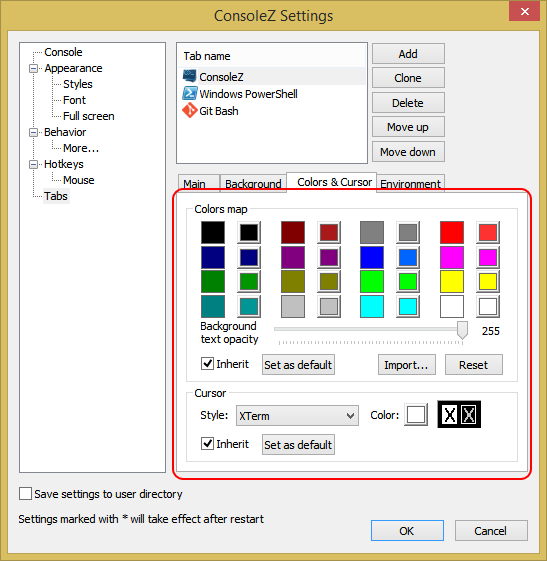 ConsoleZ Settings
Console
Appearance
Styles
Font
Full screen
Behavior
More...
Hotkeys
Mouse
Tabs
Tab name
ConsoleZ
Windows PowerShell
Git Bash
Add
Clone
Delete
Move up
Move down
Main Background Colors & Cursor Environment
Colors map
Background
text opacity
255
Inherit Set as default Import... Reset
Cursor
Style: XTerm Color: X X
Inherit Set as default
Save settings to user directory
Settings marked with * will take effect after restart
OK Cancel